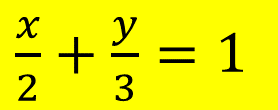 x/2 + y/3 = 1